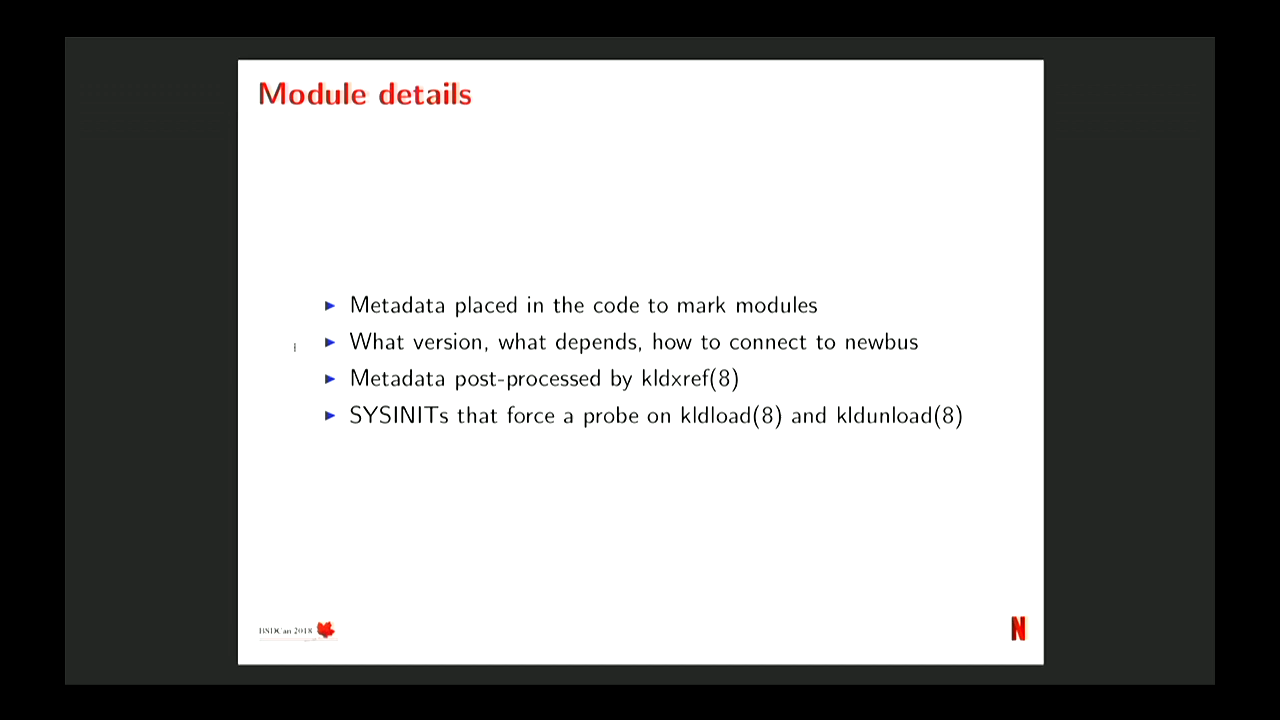 Module details
Metadata placed in the code to mark modules
What version, what depends, how to connect to newbus
Metadata post-processed by kldxref(8)
SYSINITs that force a probe on kldload(8) and kldunload(8)
BSDCan 2018
N